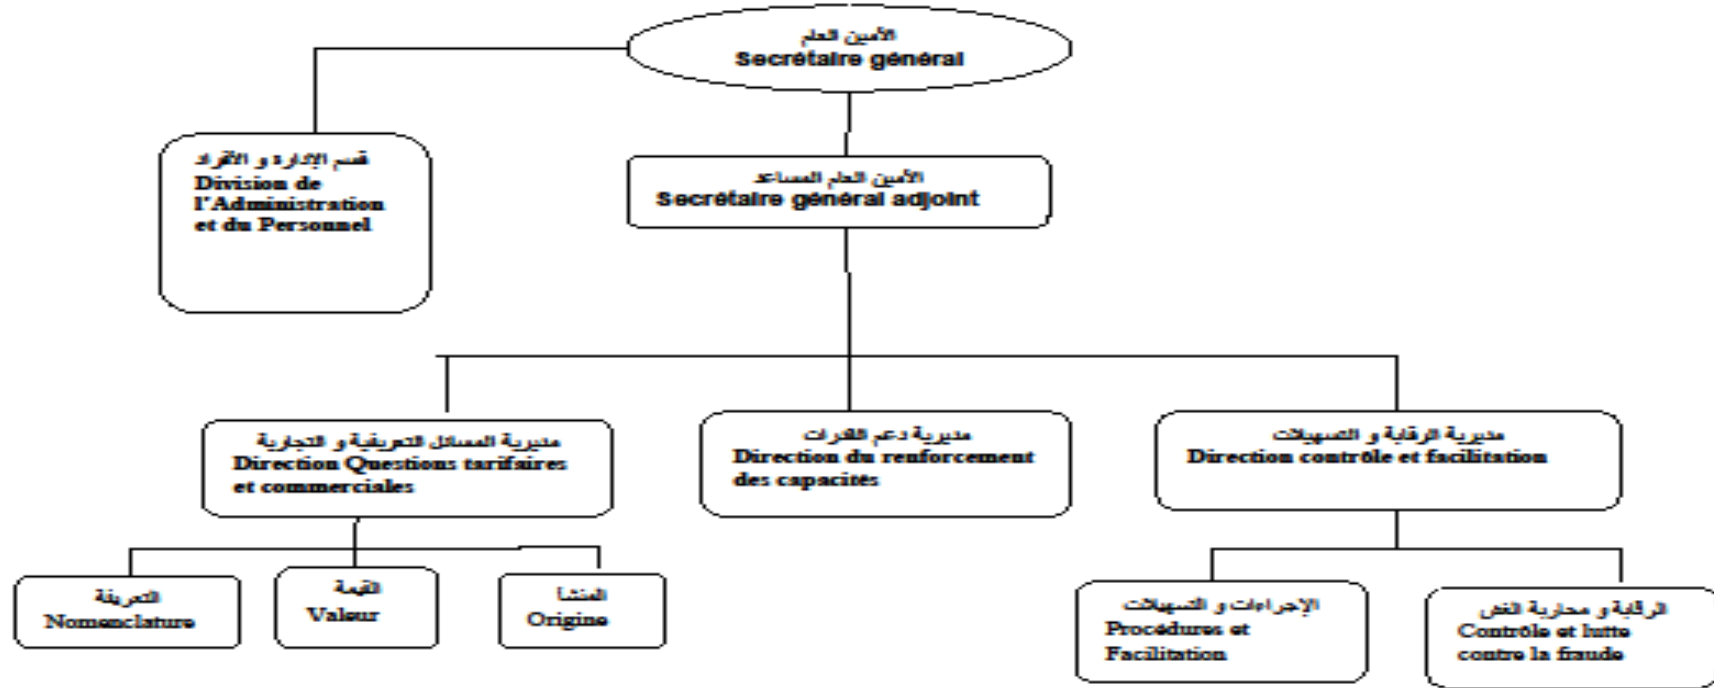 الأمين العام
Secrétaire général
قسم الإدارة و الأفراد
Division de
l'Administration
et du Personnel
الأمين العام المساعد
Secrétaire général adjoint
مديرية المسائل التعريفية و التجارية
Direction Questions tarifaires
et commerciales
مديرية دعم القدرات
Direction du renforcement
des capacités
مديرية الرقابة و التسهيلات
Direction contrôle et facilitation
التعريفة
Nomenclature
القيمة
Valeur
المنشأ
Origine
الإجراءات و التسهيلات
Procédures et
Facilitation
الرقابة و محاربة الغش
Contrôle et lutte
contre la fraude